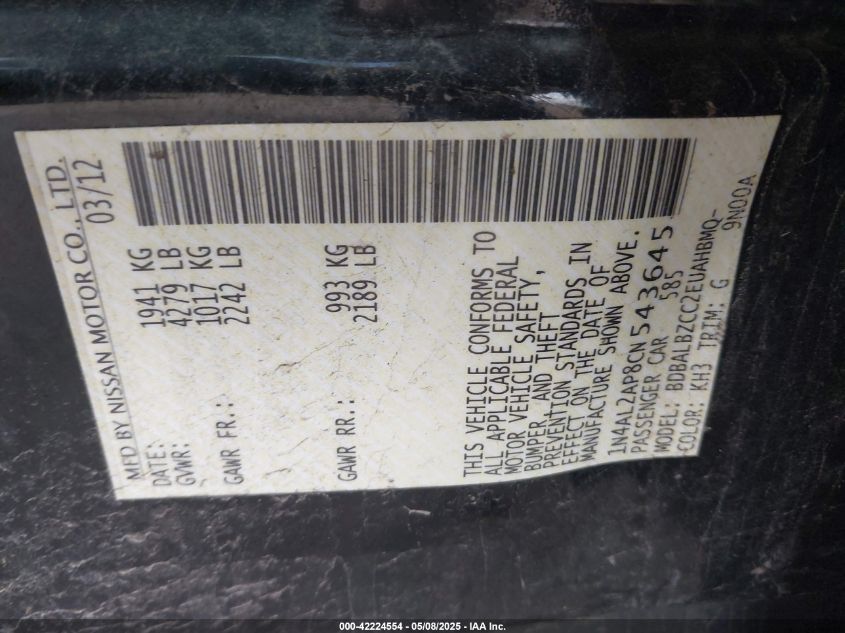 MFD BY NISSAN MOTOR CO., LTD.
DATE: 03/12
GVWR: 1941 KG
4279 LB
GAWR FR.: 1017 KG
2242 LB
GAWR RR.: 993 KG
2189 LB
THIS VEHICLE CONFORMS TO
ALL APPLICABLE FEDERAL
MOTOR VEHICLE SAFETY,
BUMPER, AND THEFT
PREVENTION STANDARDS IN
EFFECT ON THE DATE OF
MANUFACTURE SHOWN ABOVE.
1N4AL2AP8CN543645
PASSENGER CAR 585
MODEL: BDBALBZCC2EUAHBMQ-
COLOR: KH3 TRIM: G 9N00A
000-42224554 - 05/08/2025 - IAA Inc.